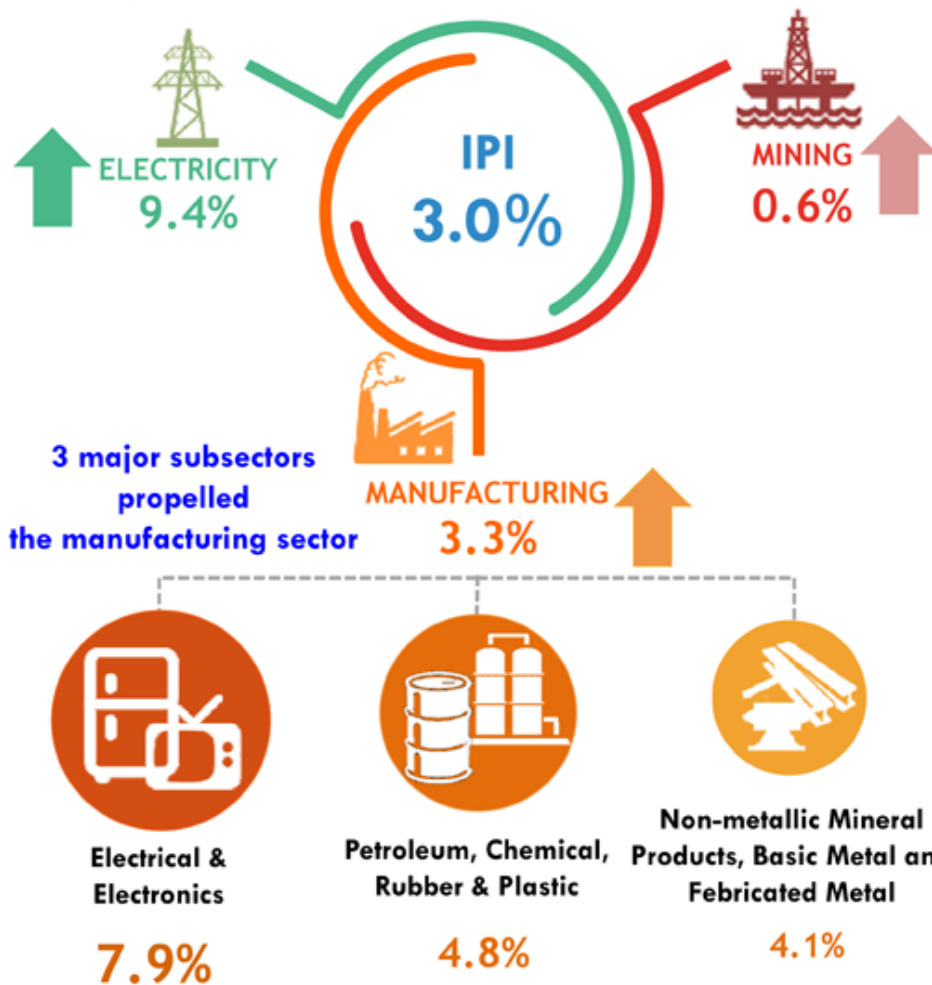 IPI
3.0%
ELECTRICITY
9.4%
MINING
0.6%
3 major subsectors
propelled
the manufacturing sector
MANUFACTURING
3.3%
Electrical &
Electronics
7.9%
Petroleum, Chemical,
Rubber & Plastic
4.8%
Non-metallic Mineral
Products, Basic Metal an
Febricated Metal
4.1%